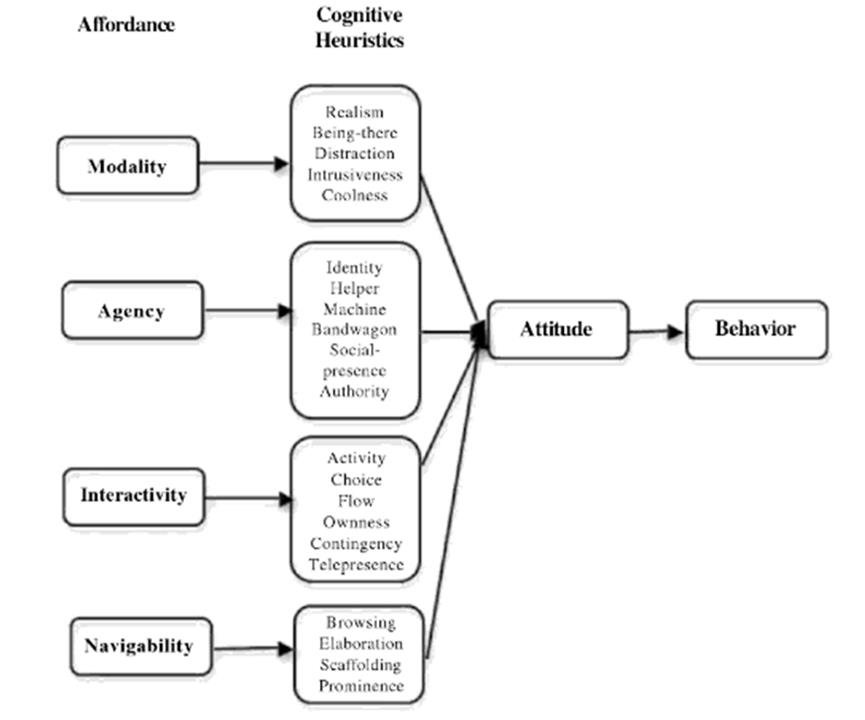 Affordance
Cognitive
Heuristics
Modality
Realism
Being-there
Distraction
Intrusiveness
Coolness
Agency
Identity
Helper
Machine
Bandwagon
Social-
presence
Authority
Attitude
Behavior
Interactivity
Activity
Choice
Flow
Ownness
Contingency
Telepresence
Navigability
Browsing
Elaboration
Scaffolding
Prominence